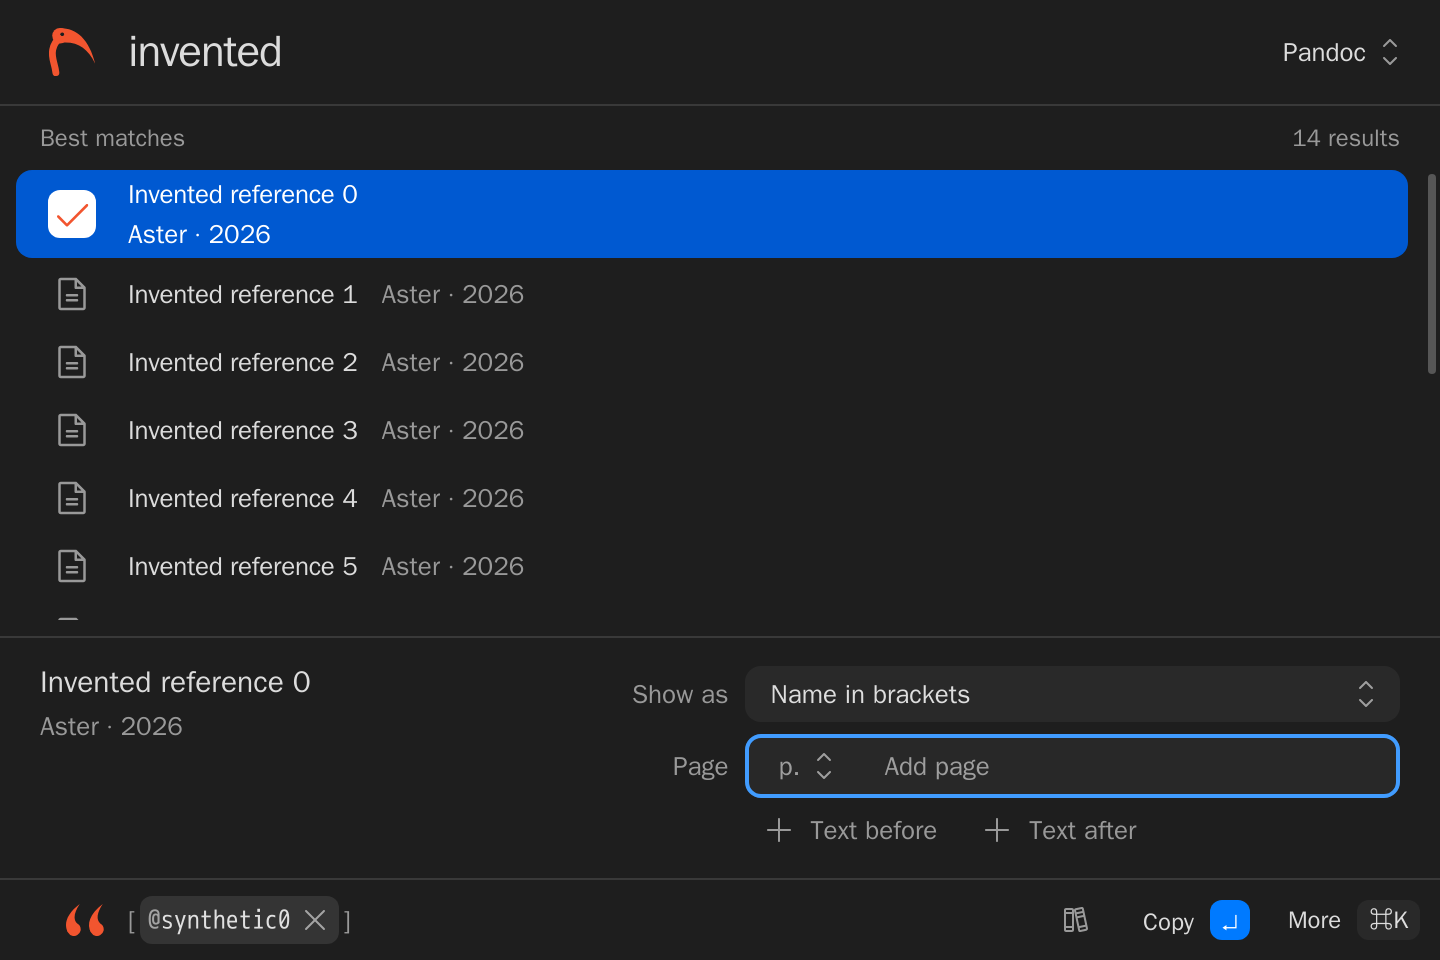 invented
Pandoc
Best matches
14 results
Invented reference 0
Aster · 2026
Invented reference 1 Aster · 2026
Invented reference 2 Aster · 2026
Invented reference 3 Aster · 2026
Invented reference 4 Aster · 2026
Invented reference 5 Aster · 2026
Invented reference 0
Aster · 2026
Show as Name in brackets
Page p. Add page
Text before Text after
[ @synthetic0 ]
Copy
More ⌘K